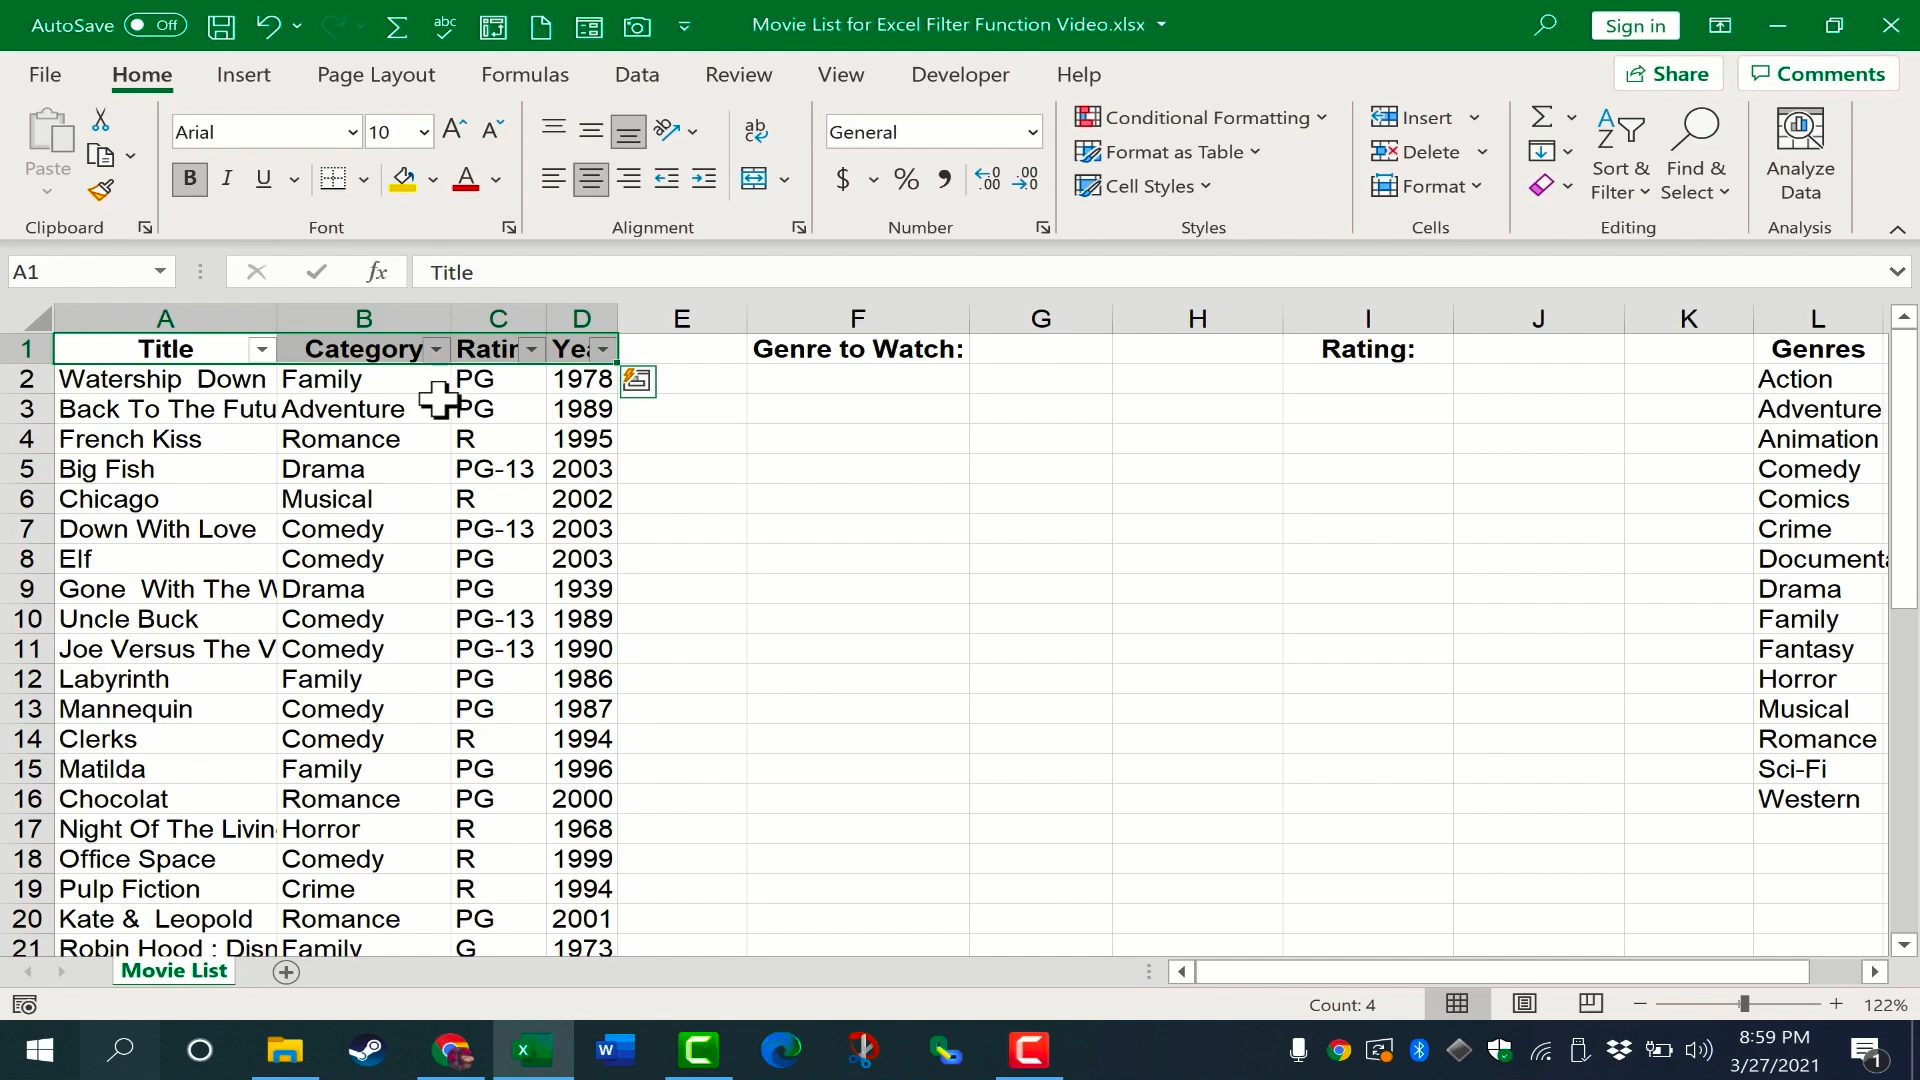 AutoSave Off abc Movie List for Excel Filter Function Video.xlsx Sign in
File Home Insert Page Layout Formulas Data Review View Developer Help Share Comments
Arial 10 General Conditional Formatting Insert
Paste Format as Table Delete Sort & Find & Analyze
B I U $ % Cell Styles Format Filter Select Data
Clipboard Font Alignment Number Styles Cells Editing Analysis
A1 fx Title
A B C D E F G H I J K L
1 Title Category Ratin Yea Genre to Watch: Rating: Genres
2 Watership Down Family PG 1978 Action
3 Back To The Futu Adventure PG 1989 Adventure
4 French Kiss Romance R 1995 Animation
5 Big Fish Drama PG-13 2003 Comedy
6 Chicago Musical R 2002 Comics
7 Down With Love Comedy PG-13 2003 Crime
8 Elf Comedy PG 2003 Documenta
9 Gone With The W Drama PG 1939 Drama
10 Uncle Buck Comedy PG-13 1989 Family
11 Joe Versus The V Comedy PG-13 1990 Fantasy
12 Labyrinth Family PG 1986 Horror
13 Mannequin Comedy PG 1987 Musical
14 Clerks Comedy R 1994 Romance
15 Matilda Family PG 1996 Sci-Fi
16 Chocolat Romance PG 2000 Western
17 Night Of The Livin Horror R 1968
18 Office Space Comedy R 1999
19 Pulp Fiction Crime R 1994
20 Kate & Leopold Romance PG 2001
21 Robin Hood : Disn Family G 1973
Movie List
Count: 4 122%
8:59 PM
3/27/2021 1